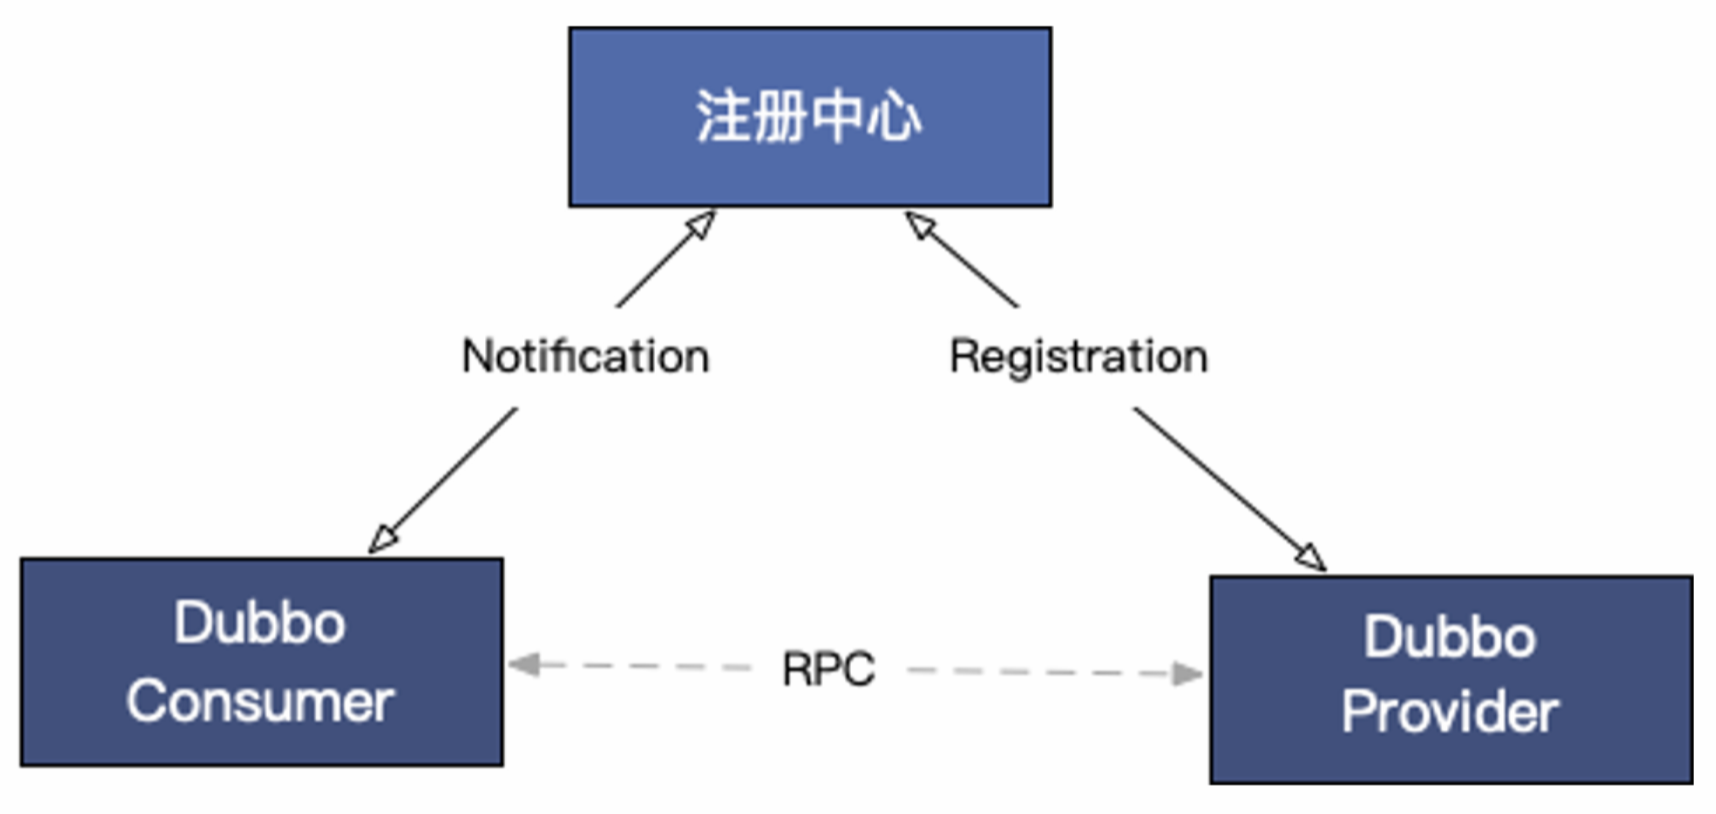 注册中心
Notification
Registration
Dubbo
Consumer
RPC
Dubbo
Provider